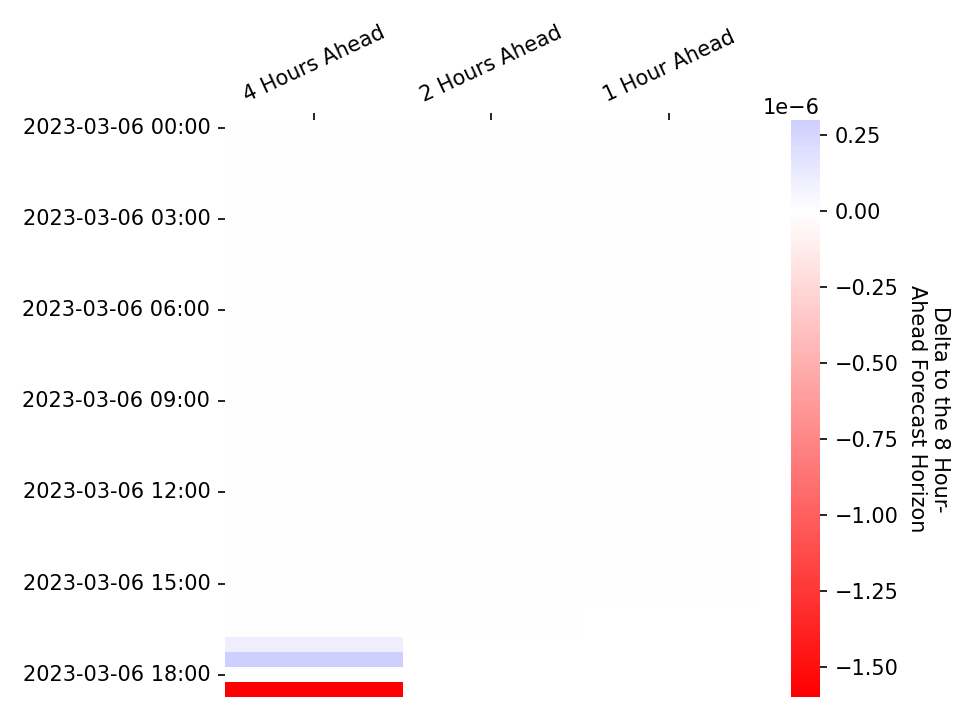 4 Hours Ahead
2 Hours Ahead
1 Hour Ahead
2023-03-06 00:00
2023-03-06 03:00
2023-03-06 06:00
2023-03-06 09:00
2023-03-06 12:00
2023-03-06 15:00
2023-03-06 18:00
1e−6
0.25
0.00
−0.25
−0.50
−0.75
−1.00
−1.25
−1.50
Delta to the 8 Hour-
Ahead Forecast Horizon